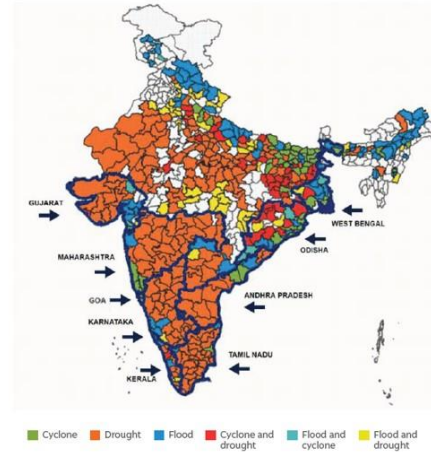 GUJARAT
WEST BENGAL
ODISHA
MAHARASHTRA
GOA
ANDHRA PRADESH
KARNATAKA
TAMIL NADU
KERALA
Cyclone
Drought
Flood
Cyclone and drought
Flood and cyclone
Flood and drought